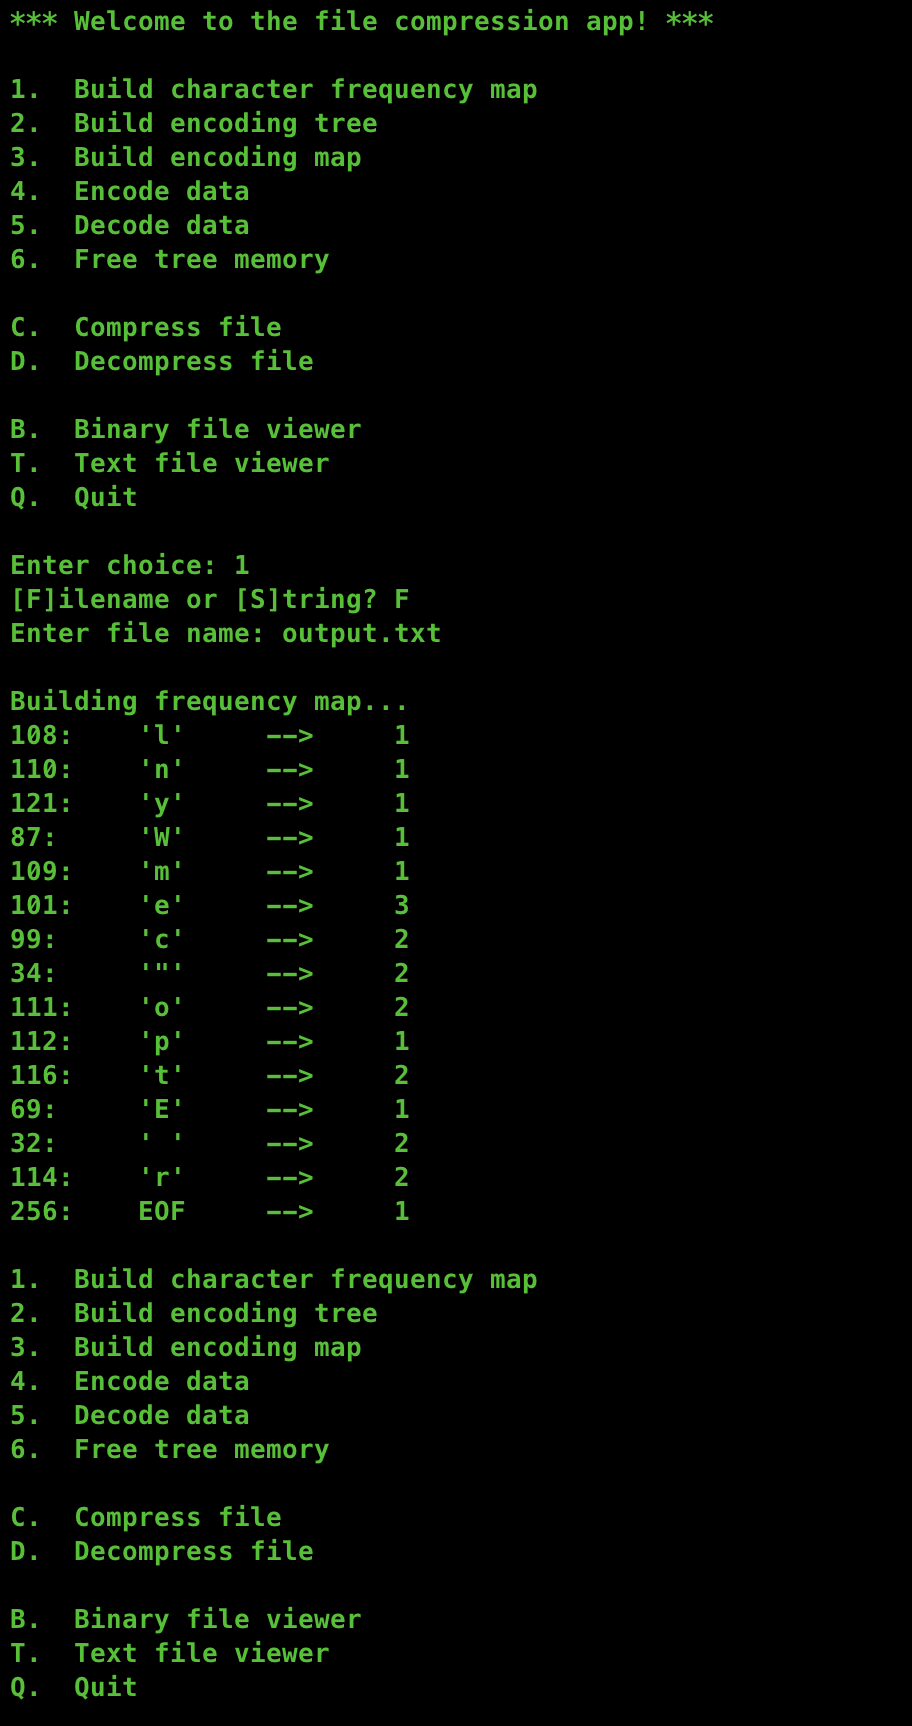 *** Welcome to the file compression app! ***
1.  Build character frequency map
2.  Build encoding tree
3.  Build encoding map
4.  Encode data
5.  Decode data
6.  Free tree memory
C.  Compress file
D.  Decompress file
B.  Binary file viewer
T.  Text file viewer
Q.  Quit
Enter choice: 1
[F]ilename or [S]tring? F
Enter file name: output.txt
Building frequency map...
108:    'l'     -->     1
110:    'n'     -->     1
121:    'y'     -->     1
87:     'W'     -->     1
109:    'm'     -->     1
101:    'e'     -->     3
99:     'c'     -->     2
34:     '"'     -->     2
111:    'o'     -->     2
112:    'p'     -->     1
116:    't'     -->     2
69:     'E'     -->     1
32:     ' '     -->     2
114:    'r'     -->     2
256:    EOF     -->     1
1.  Build character frequency map
2.  Build encoding tree
3.  Build encoding map
4.  Encode data
5.  Decode data
6.  Free tree memory
C.  Compress file
D.  Decompress file
B.  Binary file viewer
T.  Text file viewer
Q.  Quit